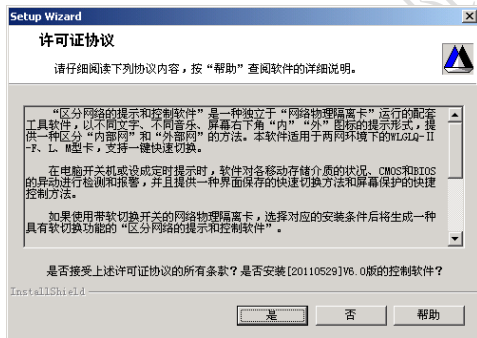 Setup Wizard
许可证协议
请仔细阅读下列协议内容，按“帮助”查阅软件的详细说明。
“区分网络的提示和控制软件”是一种独立于“网络物理隔离卡”运行的配套
工具软件，以不同文字、不同音乐、屏幕右下角“内”“外”图标的提示形式，提
供一种区分“内部网”和“外部网”的方法。本软件适用于两网环境下的WLGLQ-II
-F、L、M型卡，支持一键快速切换。
在电脑开关机或设成定时提示时，软件对各移动存储介质的状况、CMOS和BIOS
的异动进行检测和报警，并且提供一种界面保存的快速切换方法和屏幕保护的快捷
控制方法。
如果使用带软切换开关的网络物理隔离卡，选择对应的安装条件后将生成一种
具有软切换功能的“区分网络的提示和控制软件”。
是否接受上述许可证协议的所有条款？是否安装[20110529]V6.0版的控制软件？
InstallShield
是
否
帮助